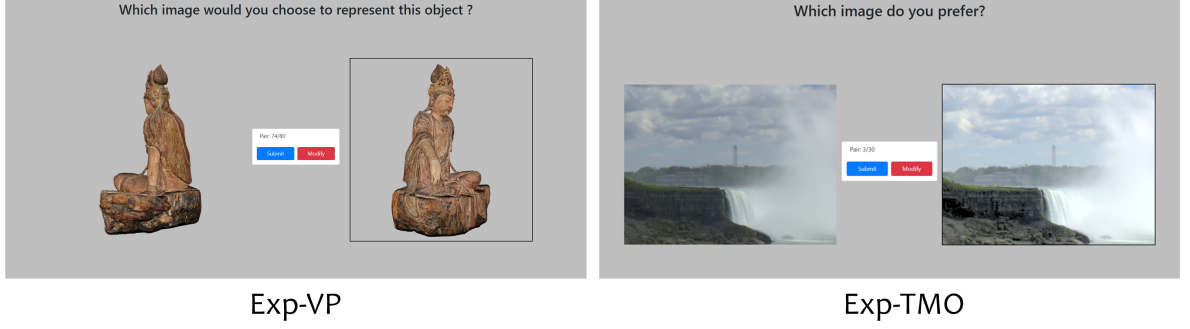 Which image would you choose to represent this object ?
Pair: 74/80
Submit Modify
Exp-VP
Which image do you prefer?
Pair: 3/30
Submit Modify
Exp-TMO